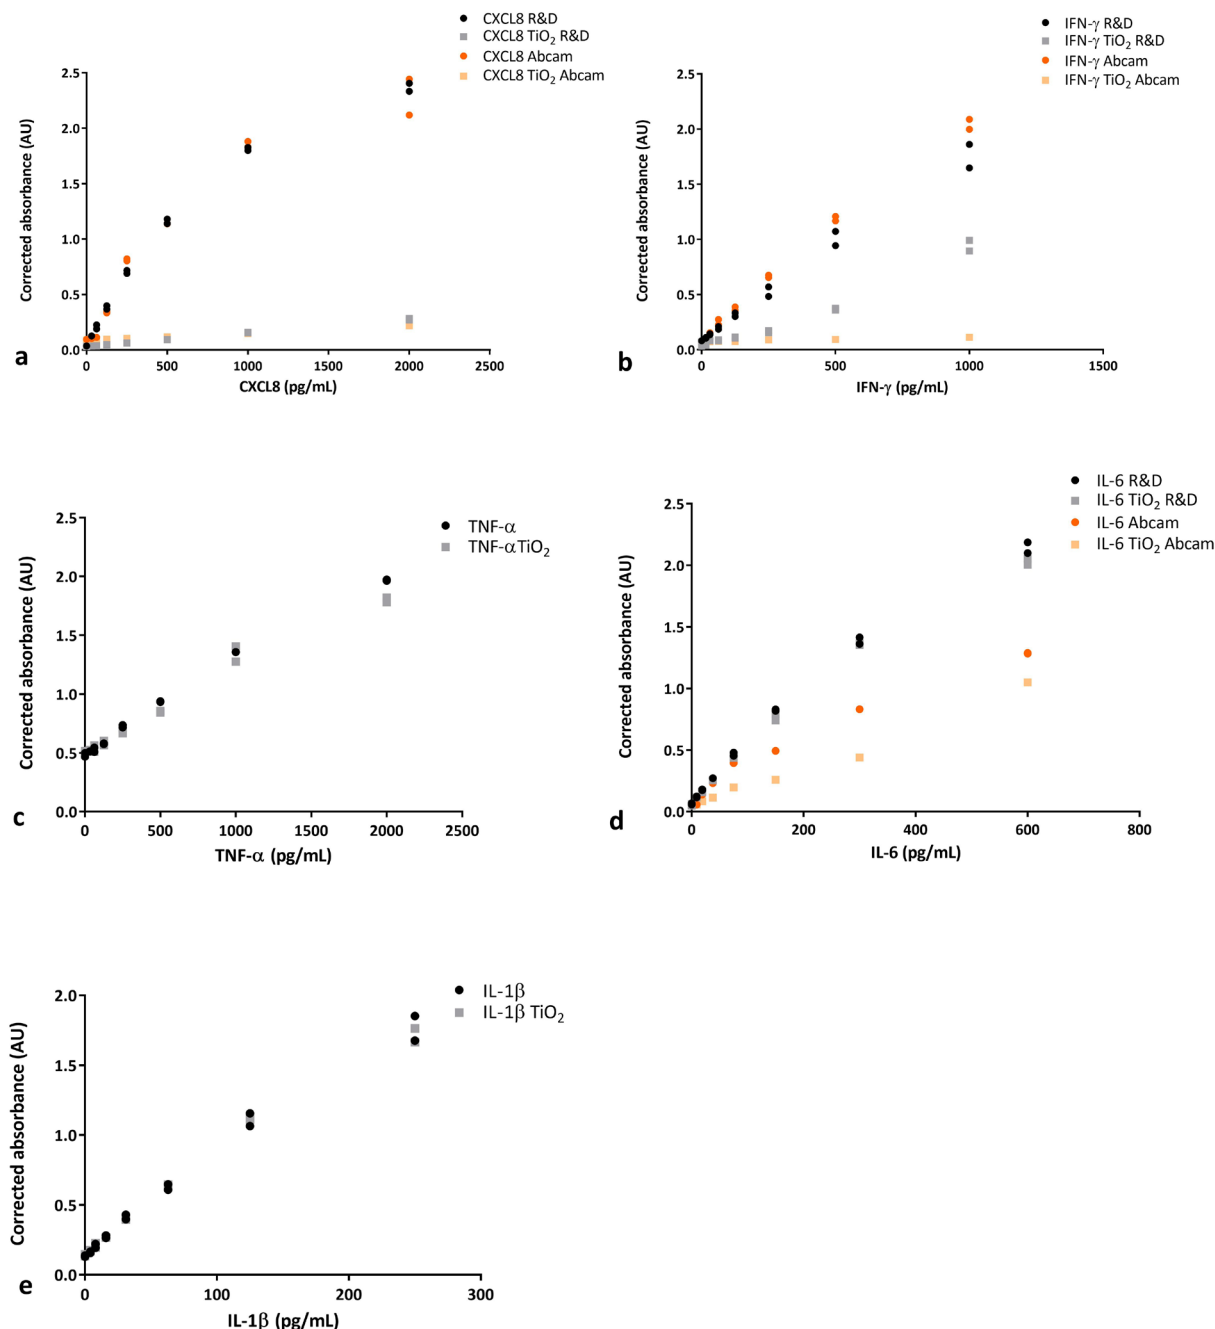 CXCL8 R&D
CXCL8 TiO2 R&D
CXCL8 Abcam
CXCL8 TiO2 Abcam
2.5
2.0
1.5
1.0
0.5
0.0
Corrected absorbance (AU)
0 500 1000 1500 2000 2500
CXCL8 (pg/mL)
a
IFN-γ R&D
IFN-γ TiO2 R&D
IFN-γ Abcam
IFN-γ TiO2 Abcam
2.5
2.0
1.5
1.0
0.5
0.0
Corrected absorbance (AU)
0 500 1000 1500
IFN-γ (pg/mL)
b
TNF-α
TNF-αTiO2
2.5
2.0
1.5
1.0
0.5
0.0
Corrected absorbance (AU)
0 500 1000 1500 2000 2500
TNF-α (pg/mL)
c
IL-6 R&D
IL-6 TiO2 R&D
IL-6 Abcam
IL-6 TiO2 Abcam
2.5
2.0
1.5
1.0
0.5
0.0
Corrected absorbance (AU)
0 200 400 600 800
IL-6 (pg/mL)
d
IL-1β
IL-1β TiO2
2.0
1.5
1.0
0.5
0.0
Corrected absorbance (AU)
0 100 200 300
IL-1β (pg/mL)
e